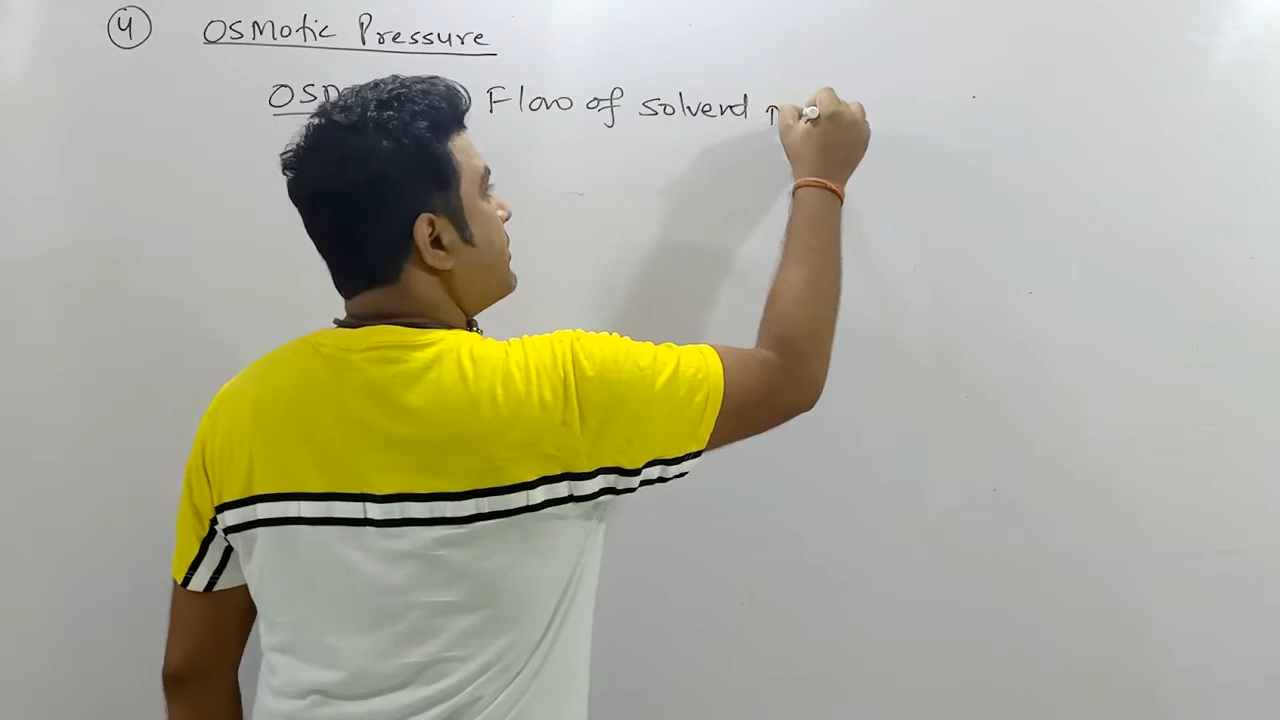 ④ Osmotic Pressure
Flow of solvent